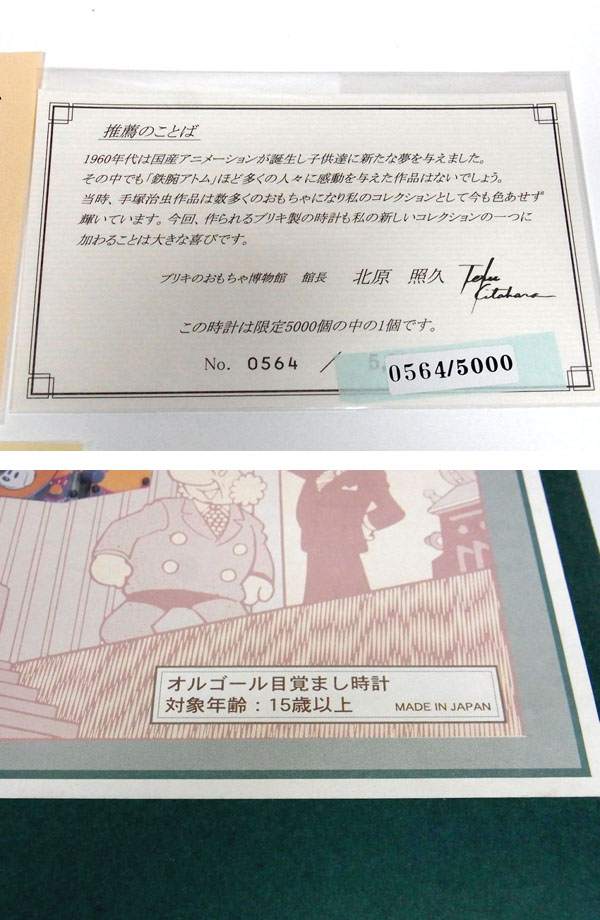 推薦のことば
1960年代は国産アニメーションが誕生し子供達に新たな夢を与えました。
その中でも「鉄腕アトム」ほど多くの人々に感動を与えた作品はないでしょう。
当時、手塚治虫作品は数多くのおもちゃになり私のコレクションとして今も色あせず
輝いています。今回、作られるブリキ製の時計も私の新しいコレクションの一つに
加わることは大きな喜びです。
ブリキのおもちゃ博物館 館長 北原 照久 Teru Kitahara
この時計は限定5000個の中の1個です。
No. 0564 / 5,
0564/5000
オルゴール目覚まし時計
対象年齢：15歳以上 MADE IN JAPAN